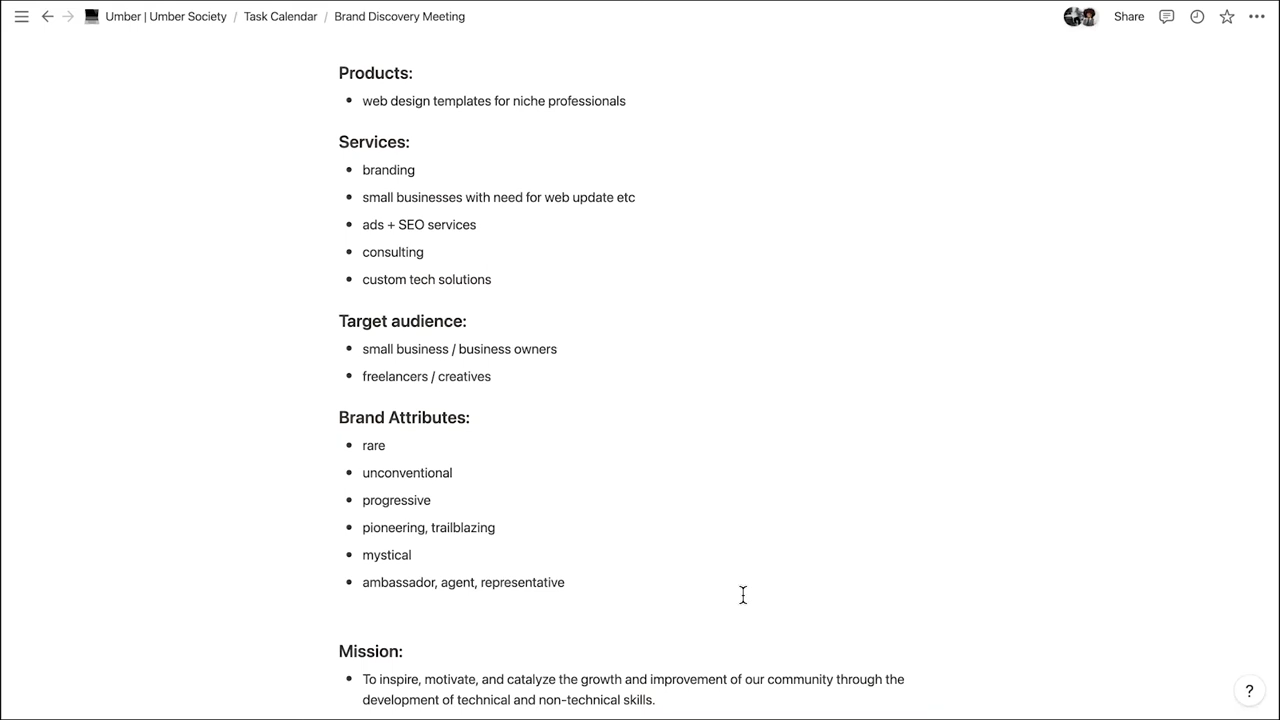 Umber | Umber Society / Task Calendar / Brand Discovery Meeting Share
Products:
• web design templates for niche professionals
Services:
• branding
• small businesses with need for web update etc
• ads + SEO services
• consulting
• custom tech solutions
Target audience:
• small business / business owners
• freelancers / creatives
Brand Attributes:
• rare
• unconventional
• progressive
• pioneering, trailblazing
• mystical
• ambassador, agent, representative
Mission:
• To inspire, motivate, and catalyze the growth and improvement of our community through the
development of technical and non-technical skills.
?